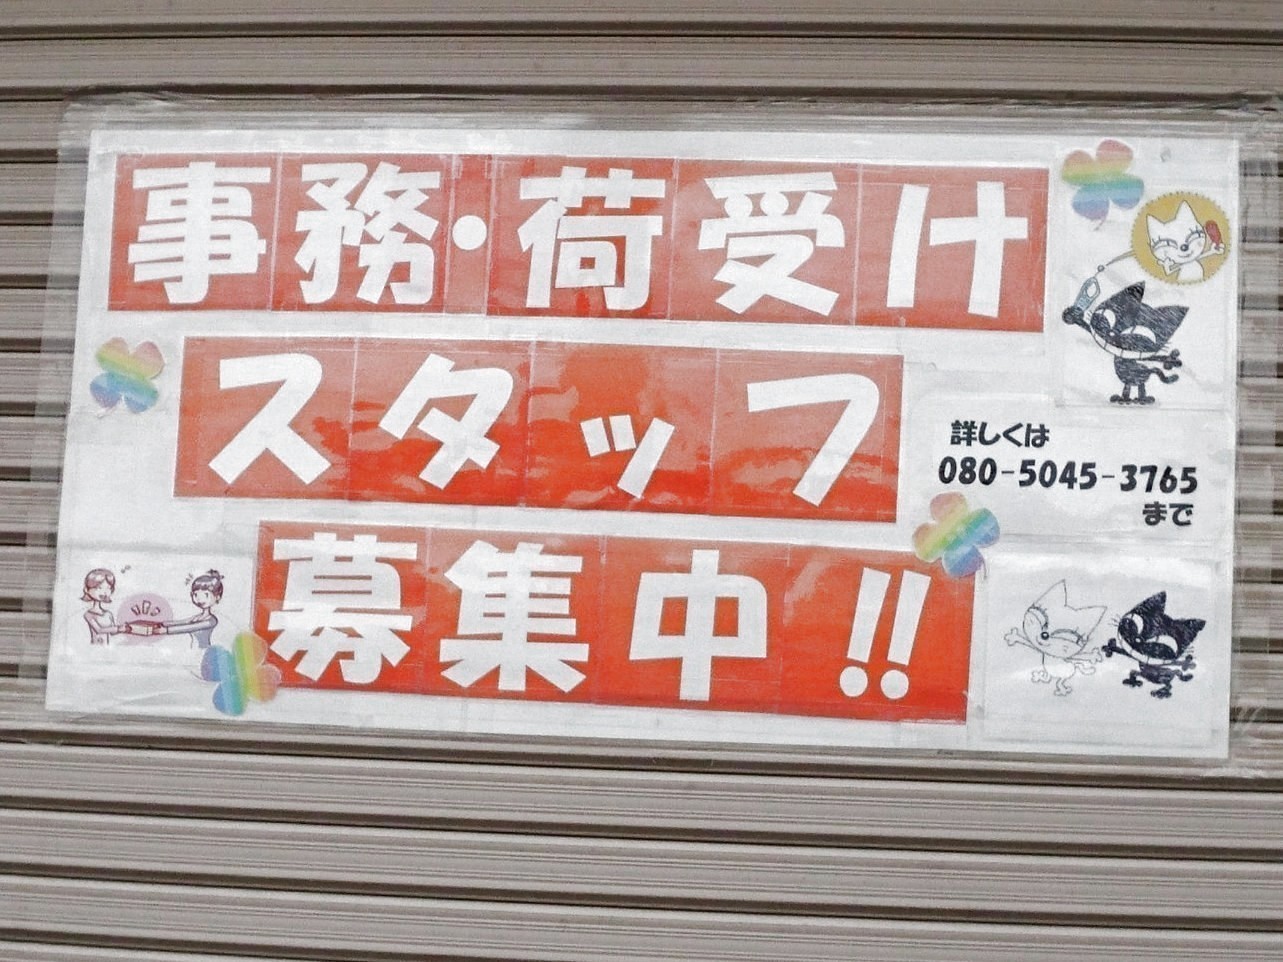 事務・荷受け
スタッフ
募集中!!
詳しくは
080-5045-3765
まで